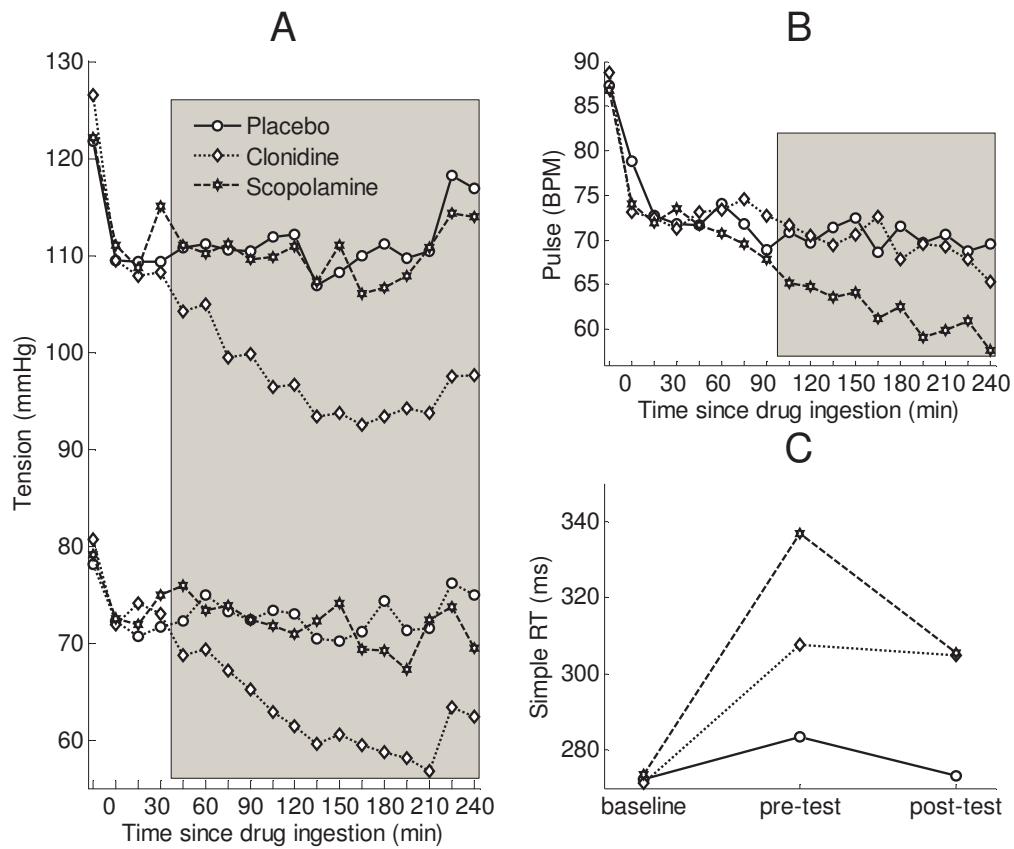 A
130
120
110
100
90
80
70
60
Tension (mmHg)
Placebo
Clonidine
Scopolamine
0 30 60 90 120 150 180 210 240
Time since drug ingestion (min)
B
90
85
80
75
70
65
60
Pulse (BPM)
0 30 60 90 120 150 180 210 240
Time since drug ingestion (min)
C
340
320
300
280
Simple RT (ms)
baseline pre-test post-test